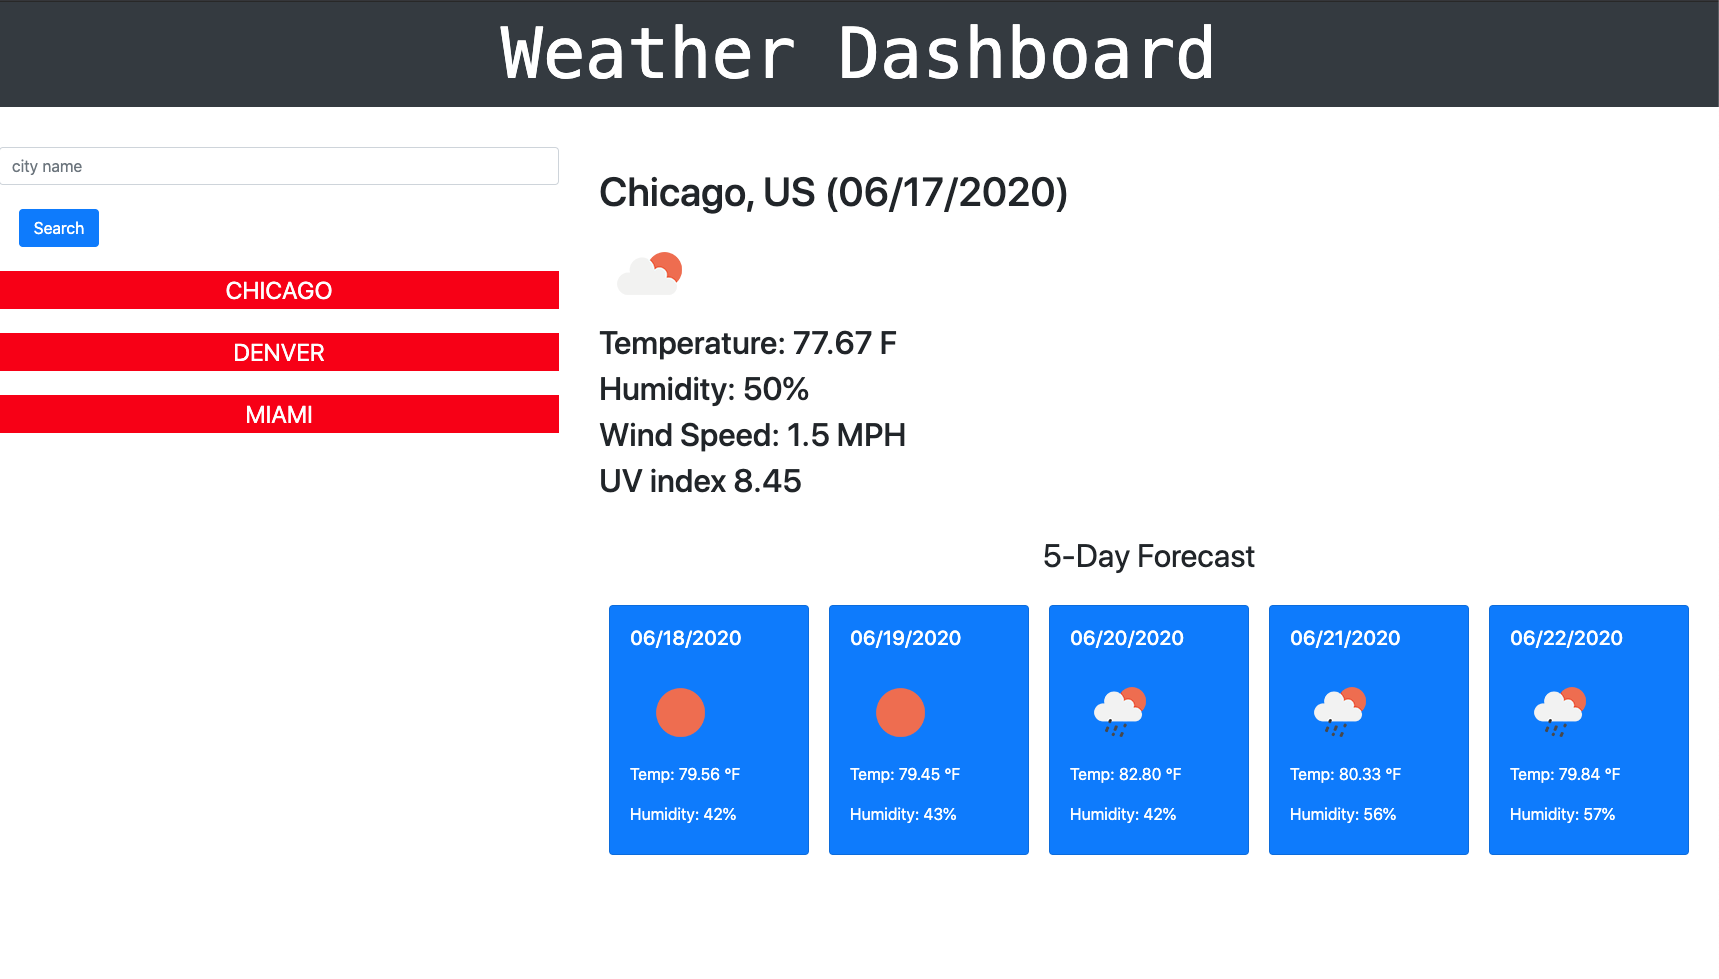 Weather Dashboard
city name
Search
CHICAGO
DENVER
MIAMI
Chicago, US (06/17/2020)
Temperature: 77.67 F
Humidity: 50%
Wind Speed: 1.5 MPH
UV index 8.45
5-Day Forecast
06/18/2020
Temp: 79.56 °F
Humidity: 42%
06/19/2020
Temp: 79.45 °F
Humidity: 43%
06/20/2020
Temp: 82.80 °F
Humidity: 42%
06/21/2020
Temp: 80.33 °F
Humidity: 56%
06/22/2020
Temp: 79.84 °F
Humidity: 57%